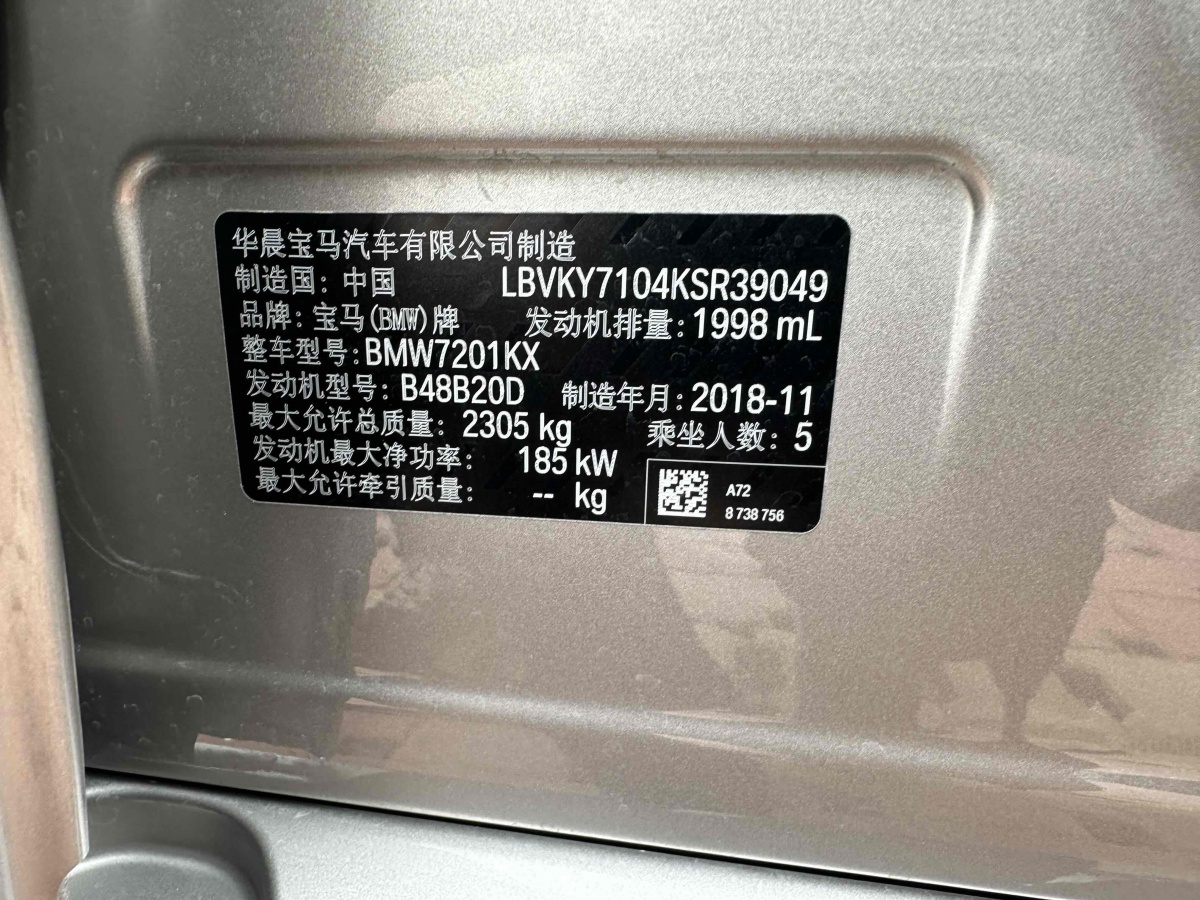 华晨宝马汽车有限公司制造
制造国：中国 LBVKY7104KSR39049
品牌：宝马(BMW)牌 发动机排量：1998 mL
整车型号：BMW7201KX
发动机型号：B48B20D 制造年月：2018-11
最大允许总质量：2305 kg 乘坐人数：5
发动机最大净功率：185 kW
最大允许牵引质量：-- kg
A72
8 738 756